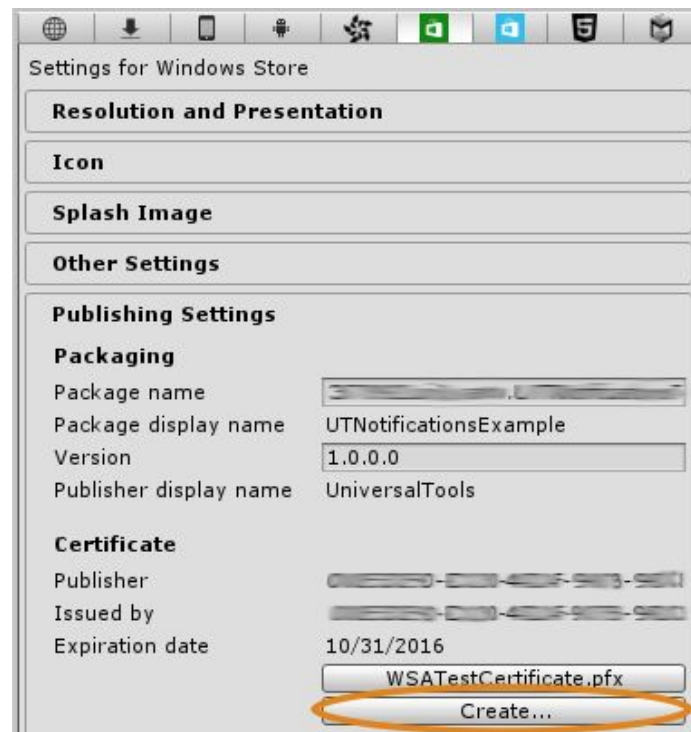 Settings for Windows Store
Resolution and Presentation
Icon
Splash Image
Other Settings
Publishing Settings
Packaging
Package name
Package display name UTNotificationsExample
Version 1.0.0.0
Publisher display name UniversalTools
Certificate
Publisher
Issued by
Expiration date 10/31/2016
WSATestCertificate.pfx
Create...